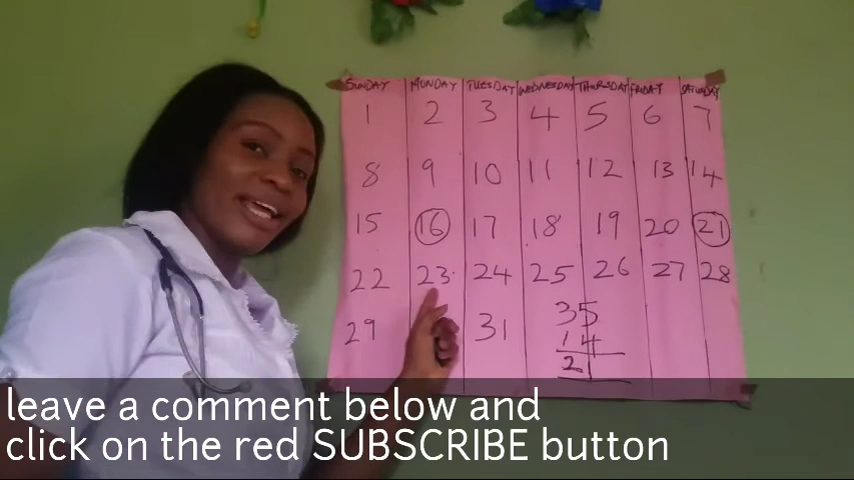 SUNDAY MONDAY TUESDAY WEDNESDAY THURSDAY FRIDAY SATURDAY
1 2 3 4 5 6 7
8 9 10 11 12 13 14
15 16 17 18 19 20 21
22 23 24 25 26 27 28
29 31
35
14
21
leave a comment below and
click on the red SUBSCRIBE button